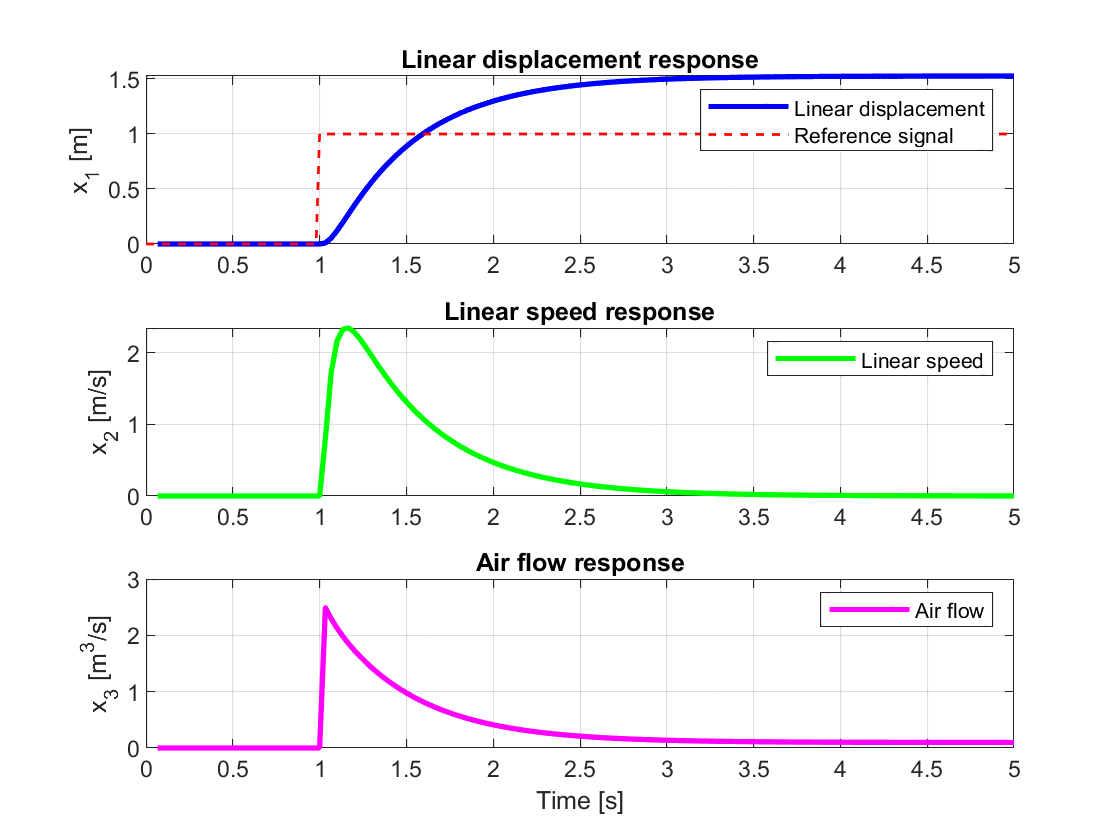 Linear displacement response
x1 [m]
1.5
1
0.5
0
Linear displacement
Reference signal
0 0.5 1 1.5 2 2.5 3 3.5 4 4.5 5
Linear speed response
x2 [m/s]
2
1
0
Linear speed
0 0.5 1 1.5 2 2.5 3 3.5 4 4.5 5
Air flow response
x3 [m3/s]
3
2
1
0
Air flow
0 0.5 1 1.5 2 2.5 3 3.5 4 4.5 5
Time [s]